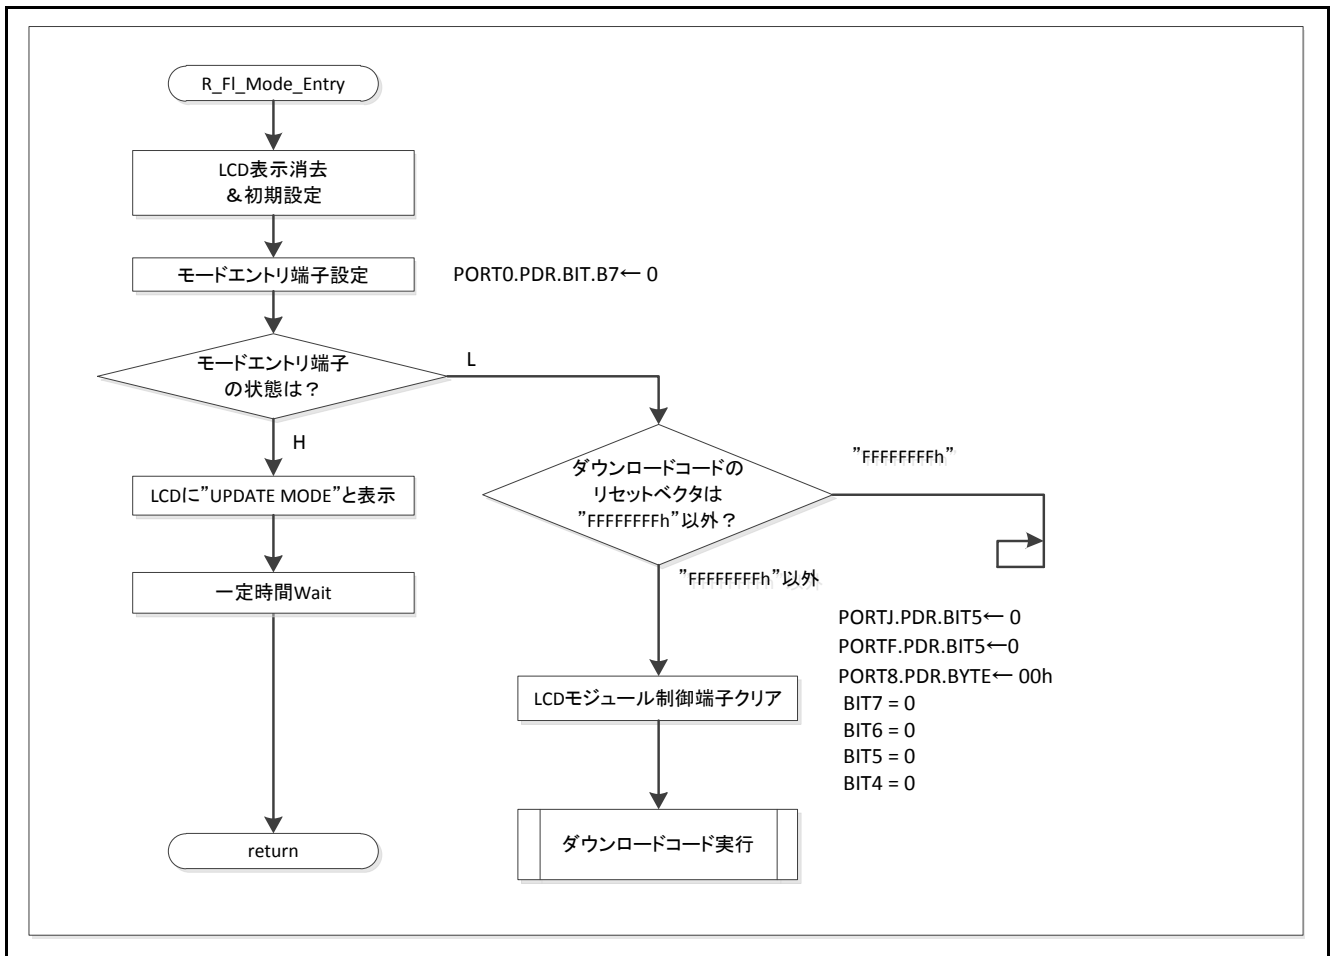 R_Fl_Mode_Entry
LCD表示消去
＆初期設定
モードエントリ端子設定
PORT0.PDR.BIT.B7← 0
モードエントリ端子
の状態は？
L
H
LCDに”UPDATE MODE”と表示
一定時間Wait
return
ダウンロードコードの
リセットベクタは
”FFFFFFFFh”以外？
”FFFFFFFFh”
”FFFFFFFFh”以外
PORTJ.PDR.BIT5← 0
PORTF.PDR.BIT5←0
PORT8.PDR.BYTE← 00h
BIT7 = 0
BIT6 = 0
BIT5 = 0
BIT4 = 0
LCDモジュール制御端子クリア
ダウンロードコード実行